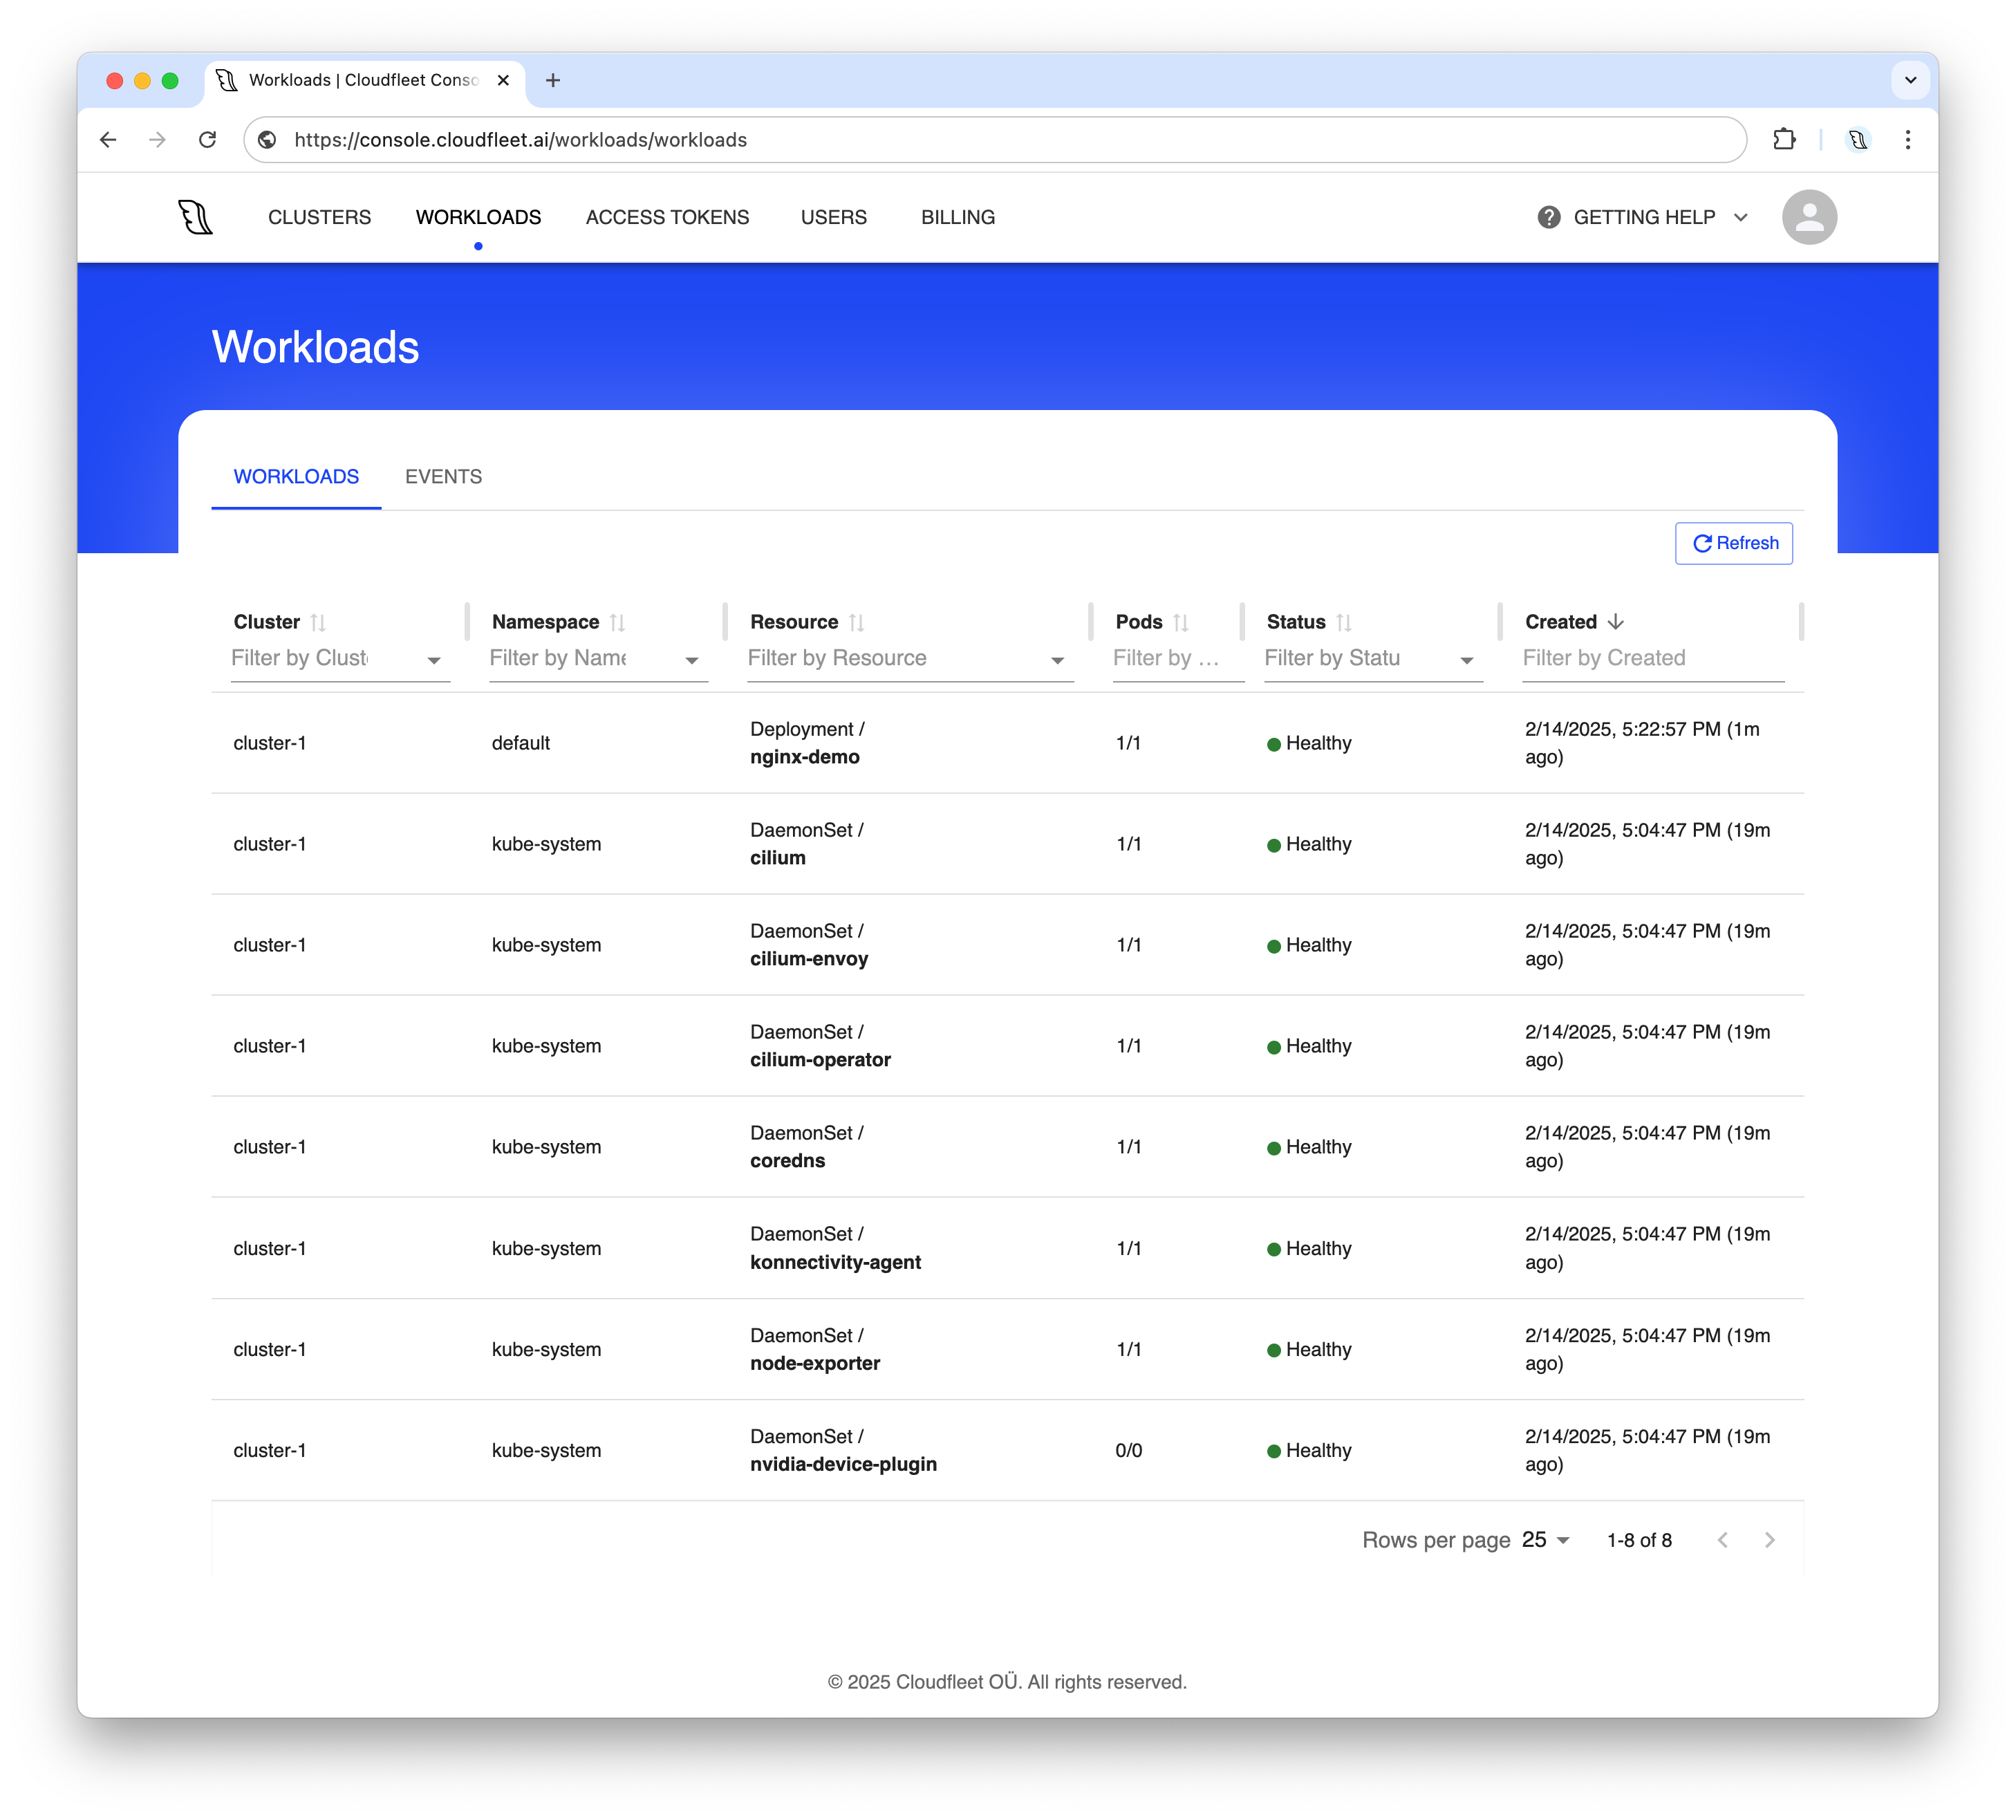 Workloads | Cloudfleet Conso
https://console.cloudfleet.ai/workloads/workloads
CLUSTERS WORKLOADS ACCESS TOKENS USERS BILLING GETTING HELP
Workloads
WORKLOADS EVENTS
Refresh
Cluster Namespace Resource Pods Status Created
Filter by Clust Filter by Name Filter by Resource Filter by ... Filter by Statu Filter by Created
cluster-1 default Deployment / nginx-demo 1/1 Healthy 2/14/2025, 5:22:57 PM (1m ago)
cluster-1 kube-system DaemonSet / cilium 1/1 Healthy 2/14/2025, 5:04:47 PM (19m ago)
cluster-1 kube-system DaemonSet / cilium-envoy 1/1 Healthy 2/14/2025, 5:04:47 PM (19m ago)
cluster-1 kube-system DaemonSet / cilium-operator 1/1 Healthy 2/14/2025, 5:04:47 PM (19m ago)
cluster-1 kube-system DaemonSet / coredns 1/1 Healthy 2/14/2025, 5:04:47 PM (19m ago)
cluster-1 kube-system DaemonSet / konnectivity-agent 1/1 Healthy 2/14/2025, 5:04:47 PM (19m ago)
cluster-1 kube-system DaemonSet / node-exporter 1/1 Healthy 2/14/2025, 5:04:47 PM (19m ago)
cluster-1 kube-system DaemonSet / nvidia-device-plugin 0/0 Healthy 2/14/2025, 5:04:47 PM (19m ago)
Rows per page 25 1-8 of 8
© 2025 Cloudfleet OÜ. All rights reserved.